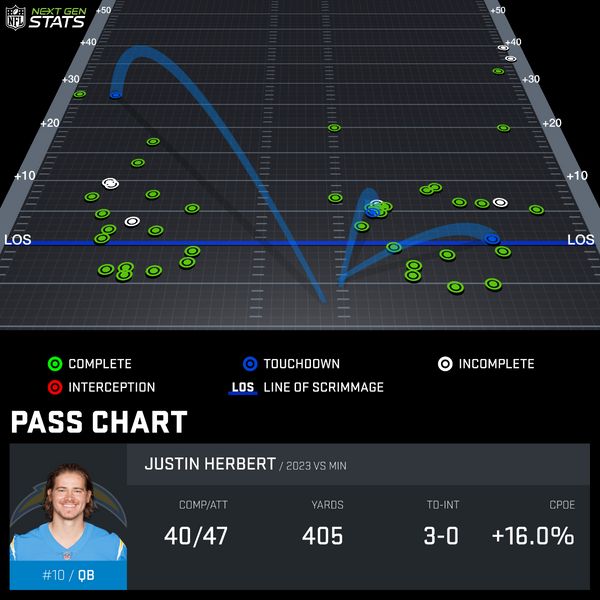 NFL NEXT GEN
STATS
+50 +50
+40 +40
+30 +30
+20 +20
+10 +10
LOS LOS
COMPLETE TOUCHDOWN INCOMPLETE
INTERCEPTION LOS LINE OF SCRIMMAGE
PASS CHART
JUSTIN HERBERT / 2023 VS MIN
COMP/ATT YARDS TD-INT CPOE
40/47 405 3-0 +16.0%
#10 / QB